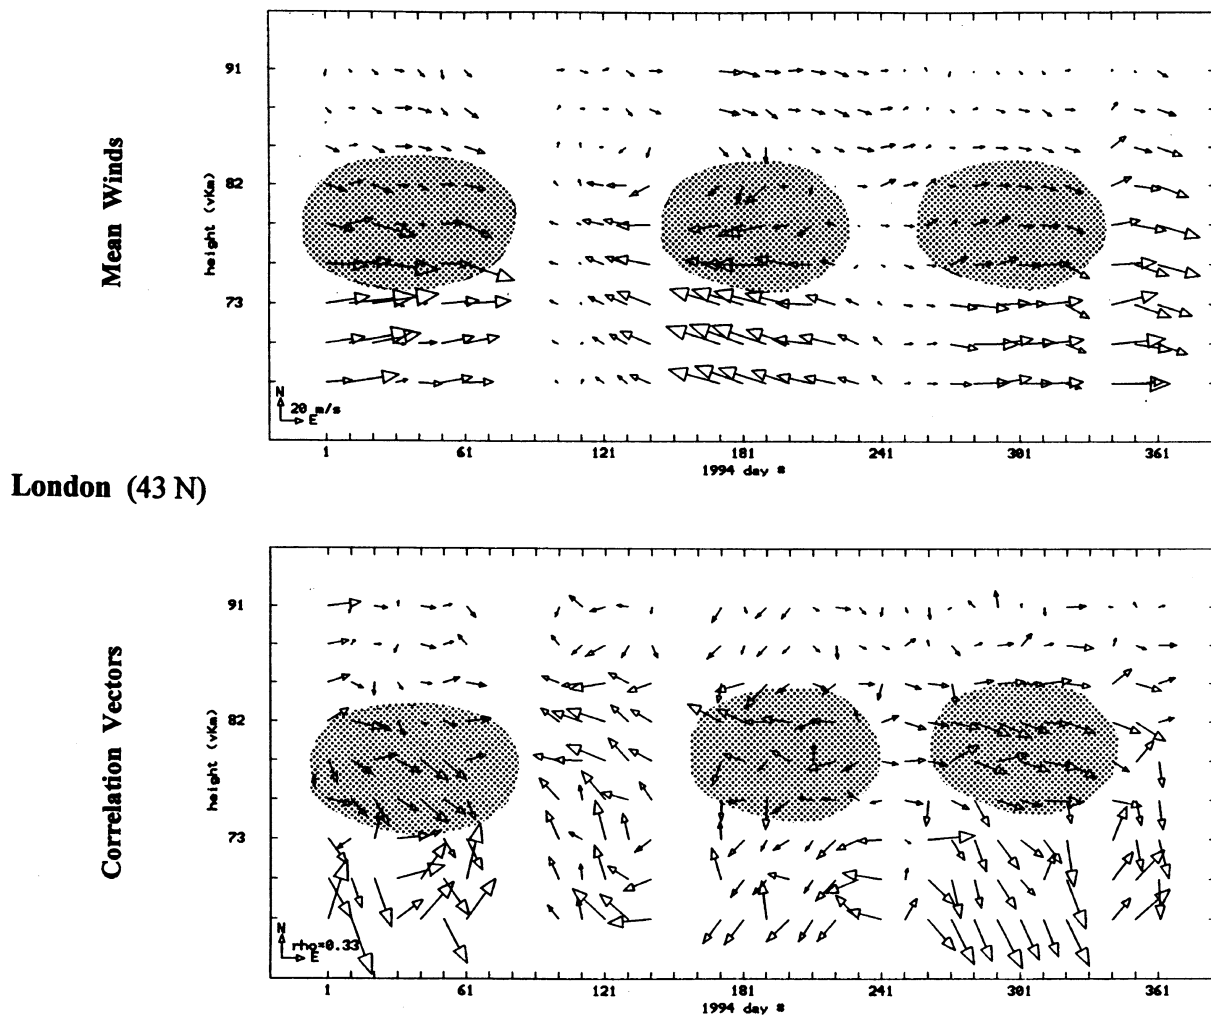 Mean Winds
height (vKm)
91
82
73
N
20 m/s
E
1 61 121 181 241 301 361
1994 day #
London (43 N)
Correlation Vectors
height (vKm)
91
82
73
N
rho=0.33
E
1 61 121 181 241 301 361
1994 day #